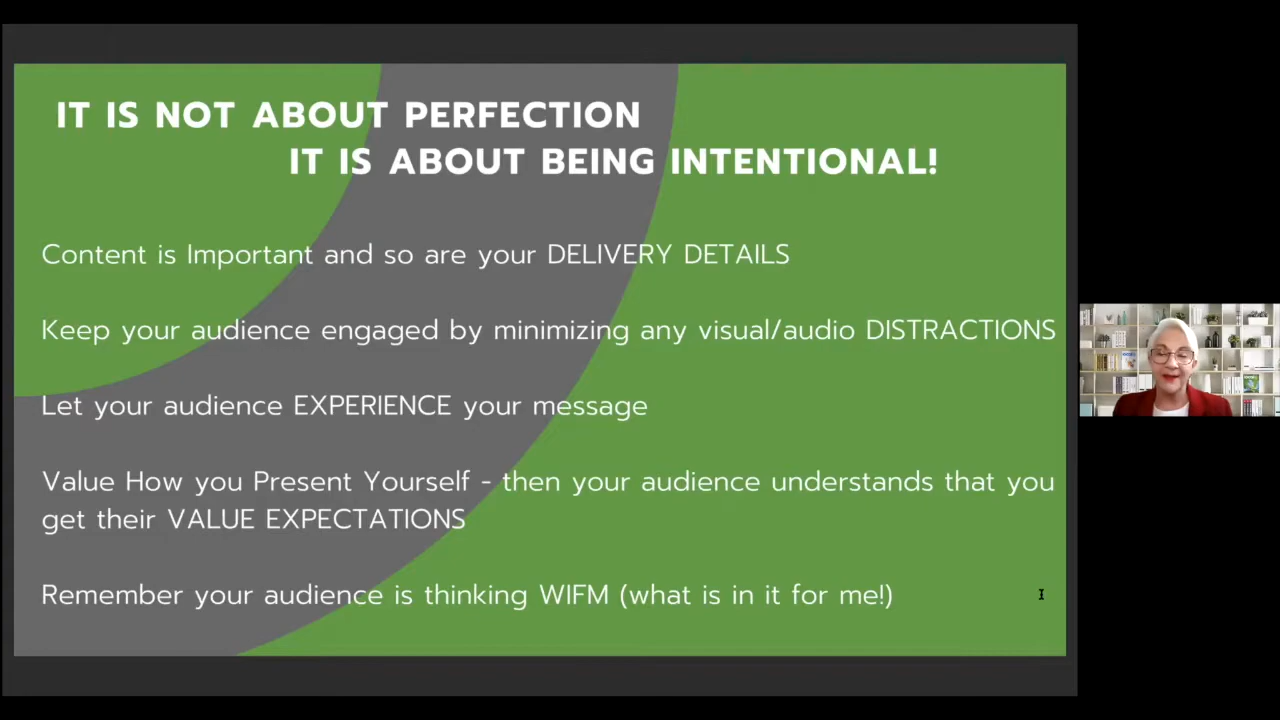 IT IS NOT ABOUT PERFECTION
IT IS ABOUT BEING INTENTIONAL!
Content is Important and so are your DELIVERY DETAILS
Keep your audience engaged by minimizing any visual/audio DISTRACTIONS
Let your audience EXPERIENCE your message
Value How you Present Yourself - then your audience understands that you
get their VALUE EXPECTATIONS
Remember your audience is thinking WIFM (what is in it for me!)